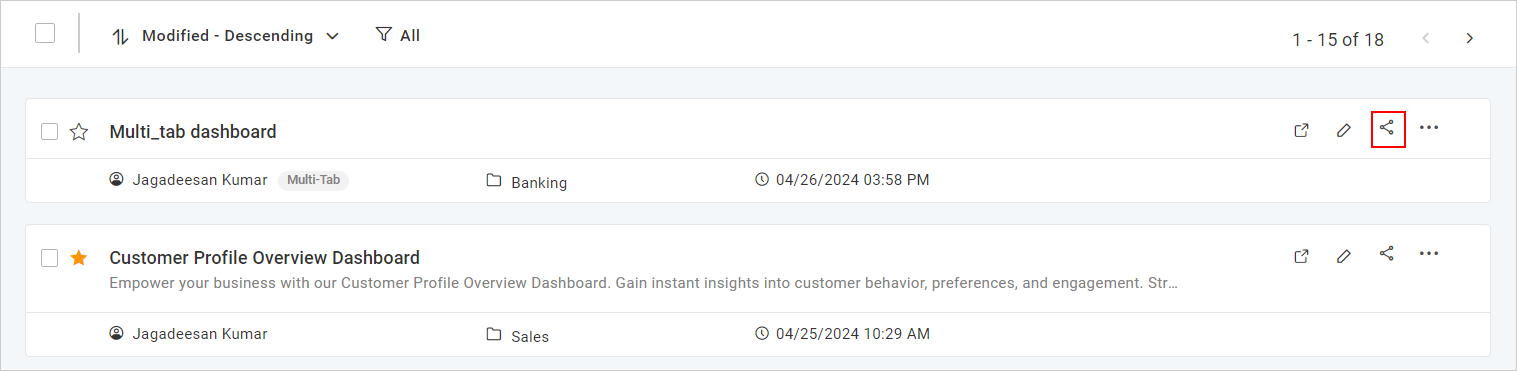 Modified - Descending All 1 - 15 of 18
Multi_tab dashboard
Jagadeesan Kumar Multi-Tab Banking 04/26/2024 03:58 PM
Customer Profile Overview Dashboard
Empower your business with our Customer Profile Overview Dashboard. Gain instant insights into customer behavior, preferences, and engagement. Str...
Jagadeesan Kumar Sales 04/25/2024 10:29 AM